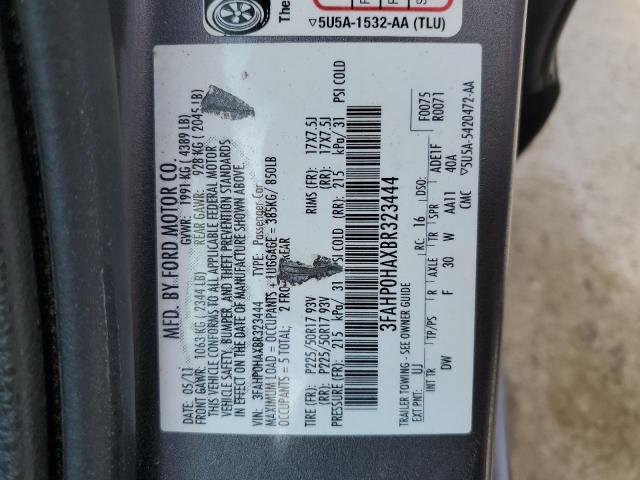 The
▽5U5A-1532-AA (TLU)
MFD. BY FORD MOTOR CO.
DATE: 05/11 GVWR: 1991 KG ( 4389 LB)
FRONT GAWR: 1063 KG ( 2344 LB) REAR GAWR: 928 KG ( 2045 LB)
THIS VEHICLE CONFORMS TO ALL APPLICABLE FEDERAL MOTOR
VEHICLE SAFETY, BUMPER, AND THEFT PREVENTION STANDARDS
IN EFFECT ON THE DATE OF MANUFACTURE SHOWN ABOVE.
VIN: 3FAHP0HAXBR323444 TYPE: Passenger Car
MAXIMUM LOAD = OCCUPANTS + LUGGAGE = 385KG/ 850LB
OCCUPANTS = 5 TOTAL; 2 REAR
TIRE (FR): P225/50R17 93V RIMS (FR): 17X7.5J
(RR): P225/50R17 93V (RR): 17X7.5J
PRESSURE (FR): 215 kPa/ 31 PSI COLD (RR): 215 kPa/ 31 PSI COLD
3FAHP0HAXBR323444
F0075
R0071
TRAILER TOWING - SEE OWNER GUIDE
EXT PNT: UJ RC: 16 DSO:
INT TR TP/PS R AXLE TR SPR ADETF
DW F 30 W AA11 40A
CMC ▽5U5A-5420472-AA